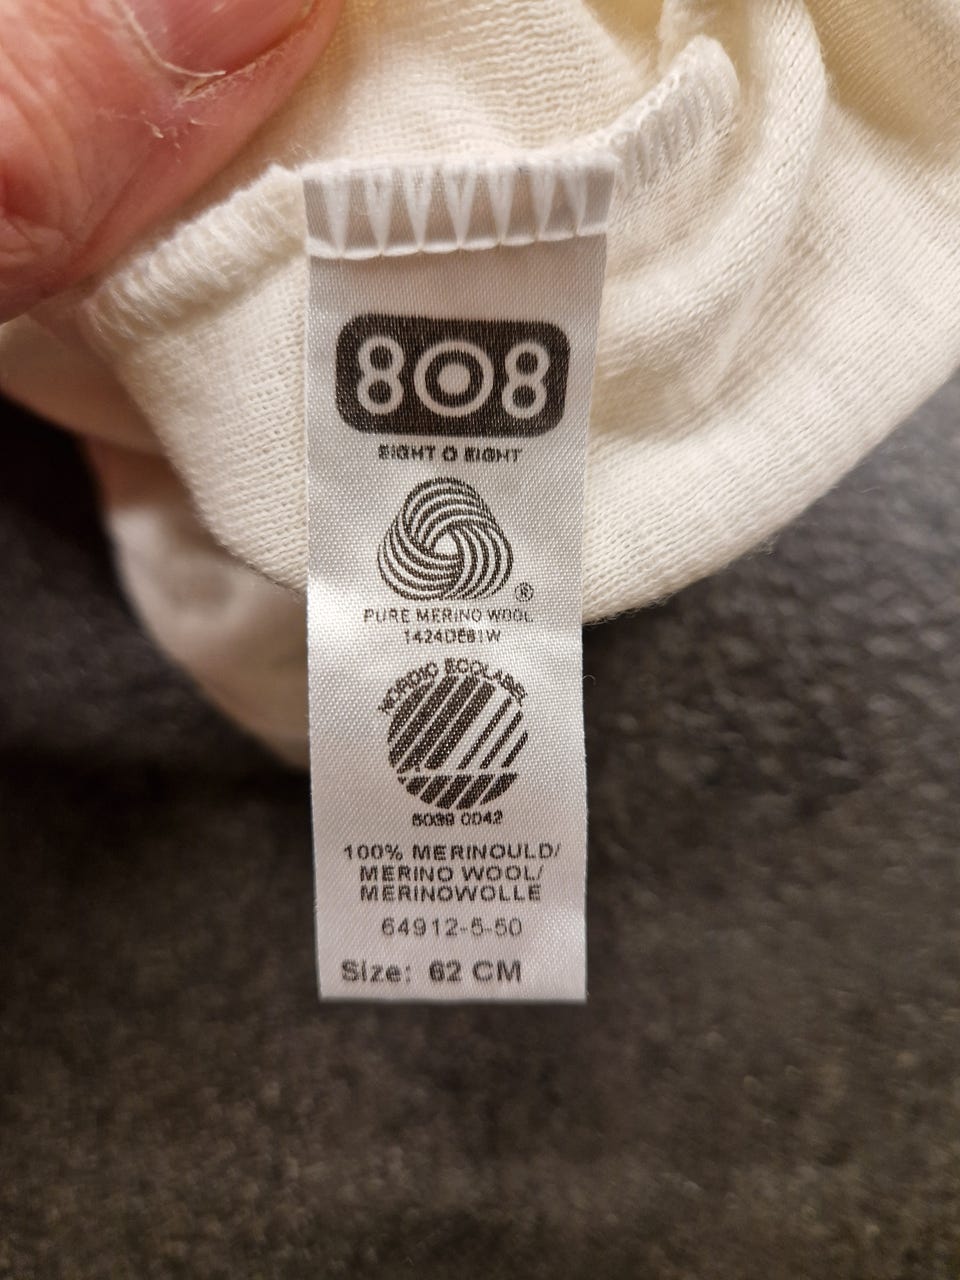 808
EIGHT O EIGHT
®
PURE MERINO WOOL
1424DE81W
NORDIC ECOLABEL
5039 0042
100% MERINOULD/
MERINO WOOL/
MERINOWOLLE
64912-5-50
Size: 62 CM